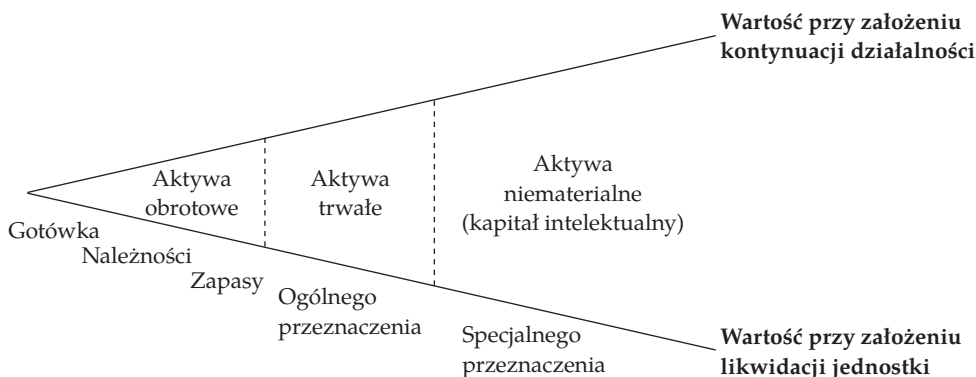 Wartość przy założeniu
kontynuacji działalności
Aktywa
obrotowe
Aktywa
trwałe
Aktywa
niematerialne
(kapitał intelektualny)
Gotówka
Należności
Zapasy
Ogólnego
przeznaczenia
Specjalnego
przeznaczenia
Wartość przy założeniu
likwidacji jednostki